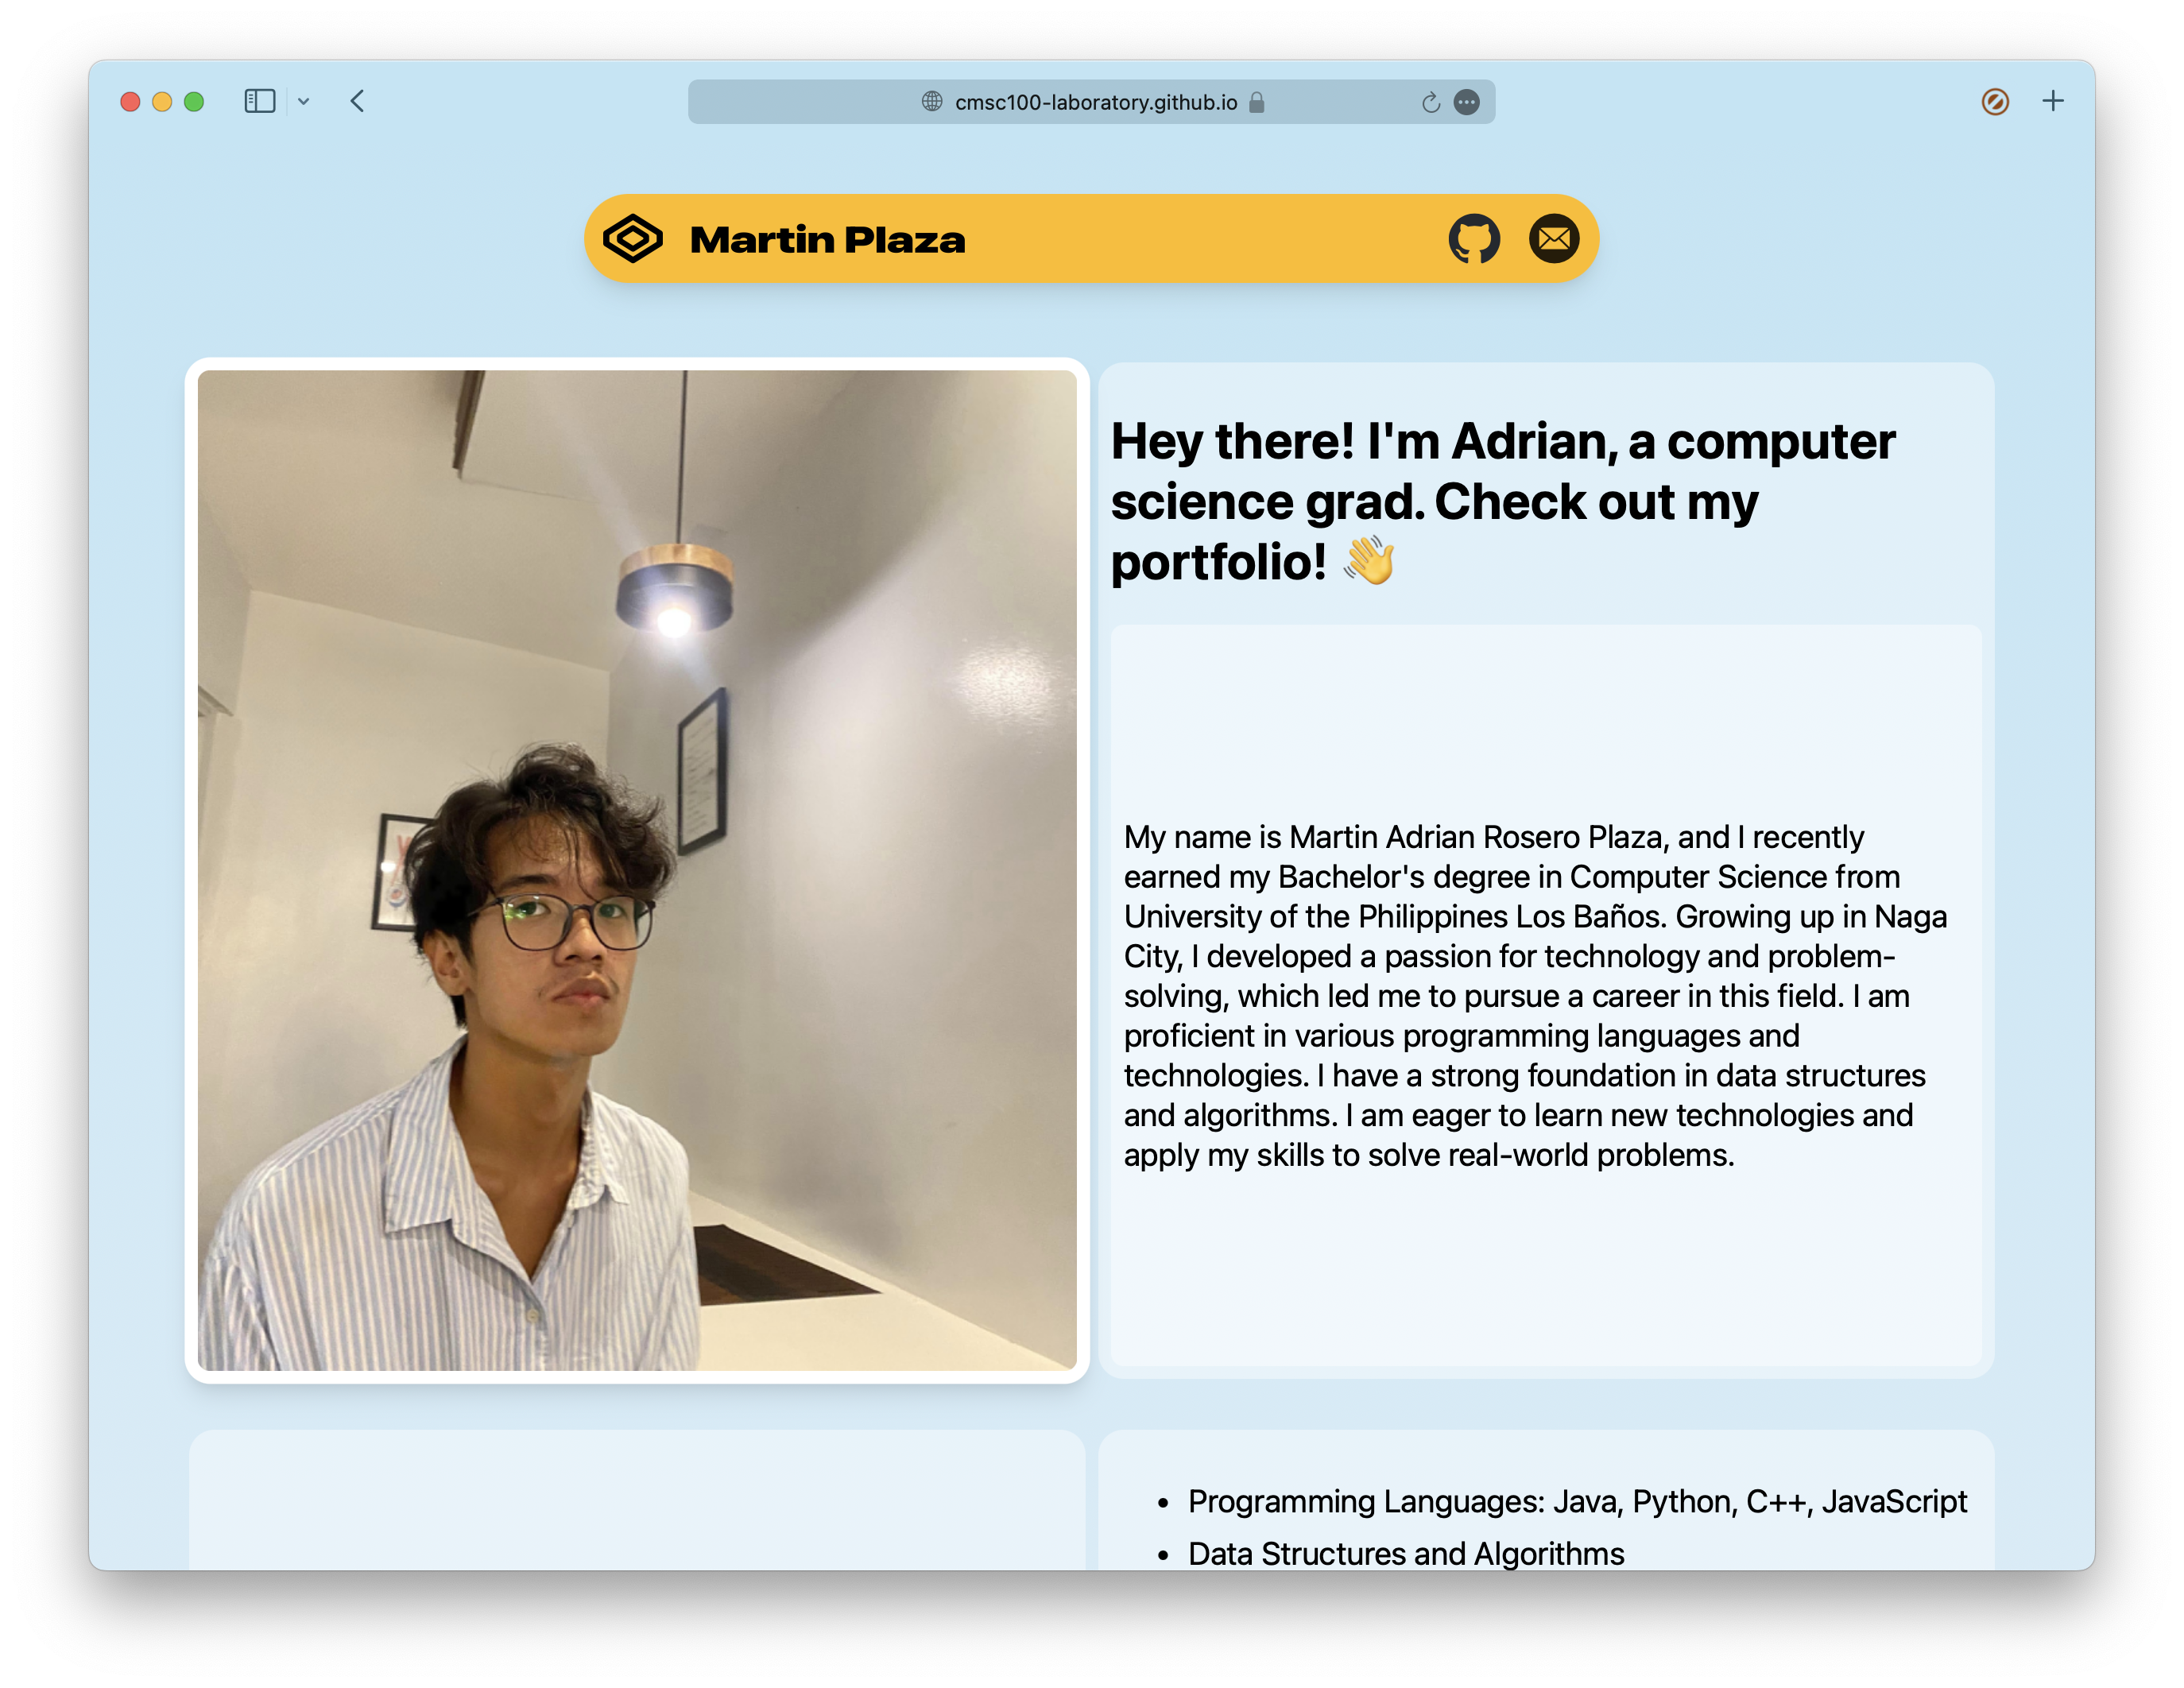 cmsc100-laboratory.github.io
Martin Plaza
Hey there! I'm Adrian, a computer
science grad. Check out my
portfolio! 👋
My name is Martin Adrian Rosero Plaza, and I recently
earned my Bachelor's degree in Computer Science from
University of the Philippines Los Baños. Growing up in Naga
City, I developed a passion for technology and problem-
solving, which led me to pursue a career in this field. I am
proficient in various programming languages and
technologies. I have a strong foundation in data structures
and algorithms. I am eager to learn new technologies and
apply my skills to solve real-world problems.
• Programming Languages: Java, Python, C++, JavaScript
• Data Structures and Algorithms